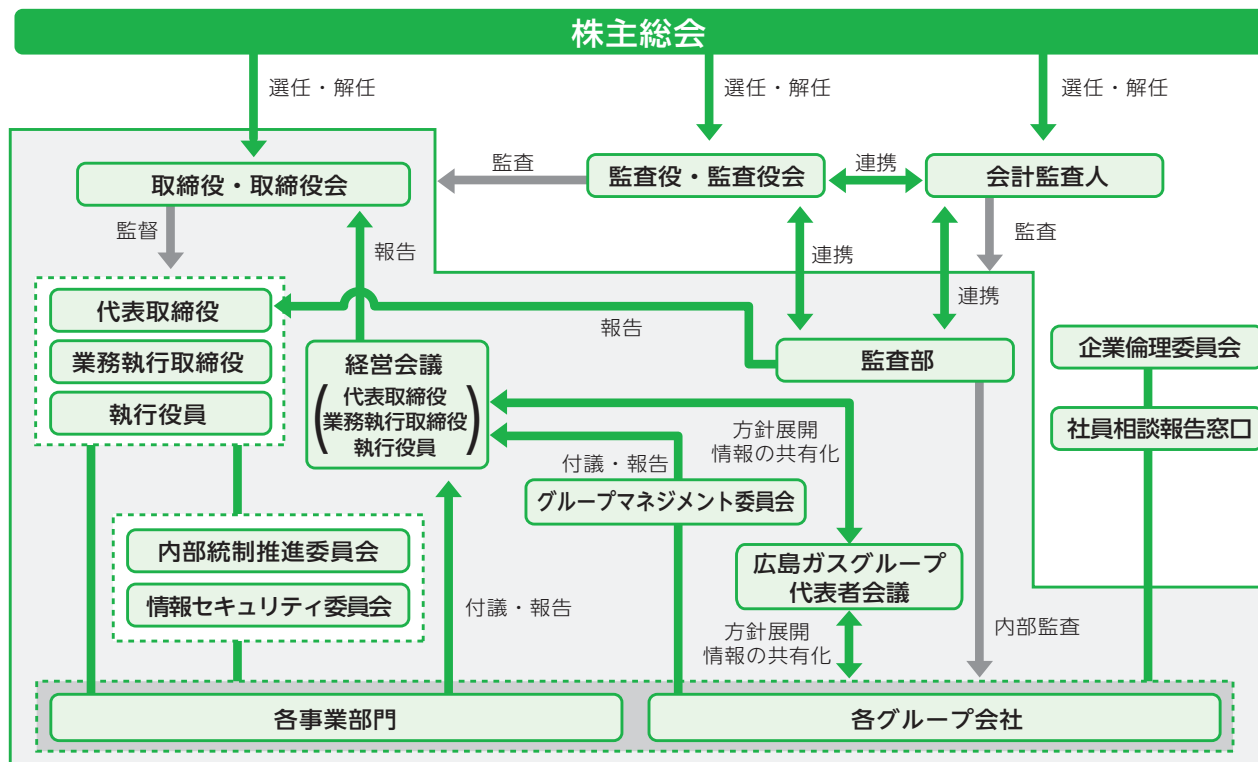 株主総会
選任・解任
選任・解任
選任・解任
取締役・取締役会
監査
監査役・監査役会
連携
会計監査人
監督
報告
連携
監査
連携
代表取締役
業務執行取締役
執行役員
報告
経営会議
代表取締役
業務執行取締役
執行役員
監査部
企業倫理委員会
社員相談報告窓口
方針展開
情報の共有化
付議・報告
グループマネジメント委員会
内部統制推進委員会
情報セキュリティ委員会
付議・報告
広島ガスグループ
代表者会議
方針展開
情報の共有化
内部監査
各事業部門
各グループ会社